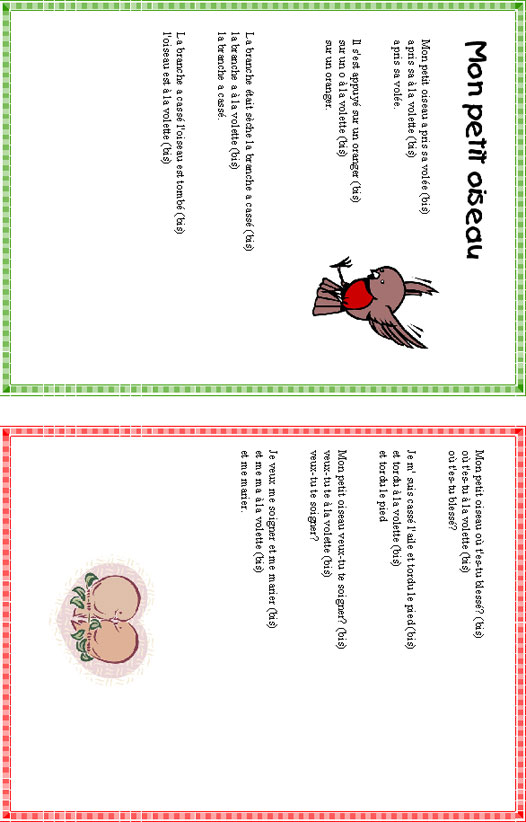 Mon petit oiseau
Mon petit oiseau a pris sa volée (bis)
a pris sa à la volette (bis)
a pris sa volée.
Il s'est appuyé sur un oranger (bis)
sur un o à la volette (bis)
sur un oranger.
La branche était sèche la branche a cassé (bis)
la branche a à la volette (bis)
la branche a cassé.
La branche a cassé l'oiseau est tombé (bis)
l'oiseau est à la volette (bis)
Mon petit oiseau où t'es-tu blessé? (bis)
où t'es-tu à la volette (bis)
où t'es-tu blessé?
Je m' suis cassé l'aile et tordu le pied (bis)
et tordu à la volette (bis)
et tordu le pied
Mon petit oiseau veux-tu te soigner? (bis)
veux-tu te à la volette (bis)
veux-tu te soigner?
Je veux me soigner et me marier (bis)
et me ma à la volette (bis)
et me marier.